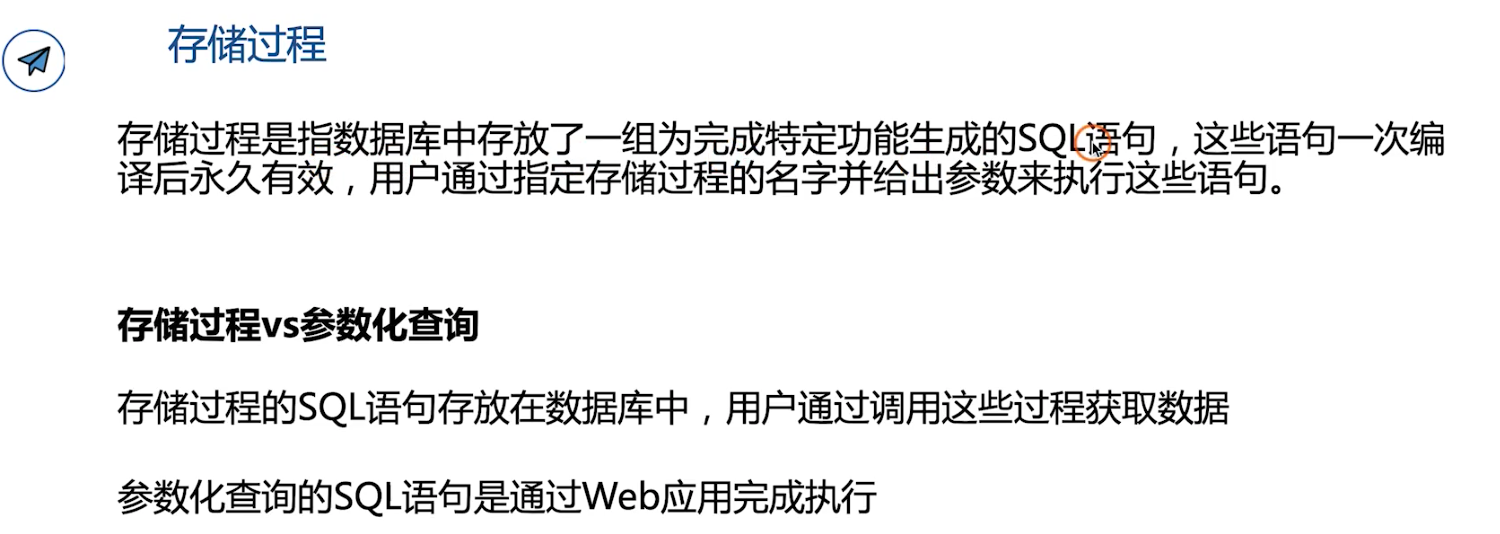 存储过程
存储过程是指数据库中存放了一组为完成特定功能生成的SQL语句，这些语句一次编
译后永久有效，用户通过指定存储过程的名字并给出参数来执行这些语句。
存储过程vs参数化查询
存储过程的SQL语句存放在数据库中，用户通过调用这些过程获取数据
参数化查询的SQL语句是通过Web应用完成执行